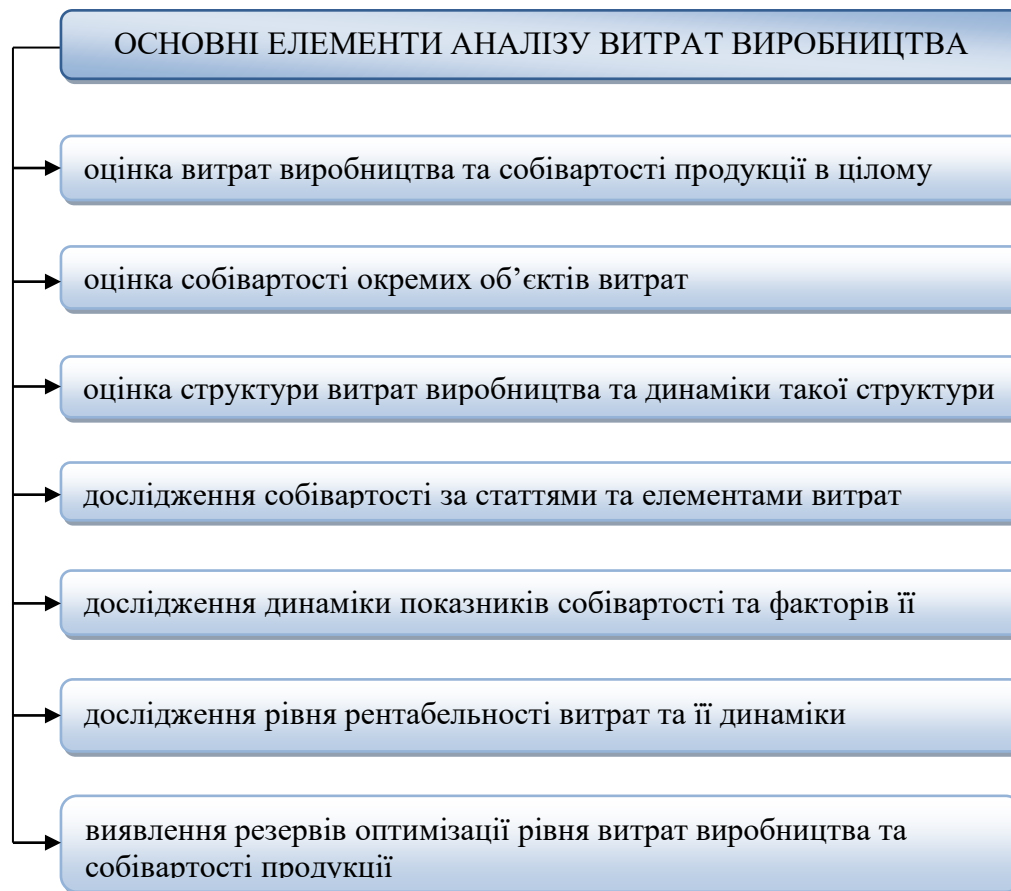 ОСНОВНІ ЕЛЕМЕНТИ АНАЛІЗУ ВИТРАТ ВИРОБНИЦТВА
оцінка витрат виробництва та собівартості продукції в цілому
оцінка собівартості окремих об’єктів витрат
оцінка структури витрат виробництва та динаміки такої структури
дослідження собівартості за статтями та елементами витрат
дослідження динаміки показників собівартості та факторів її
дослідження рівня рентабельності витрат та її динаміки
виявлення резервів оптимізації рівня витрат виробництва та
собівартості продукції